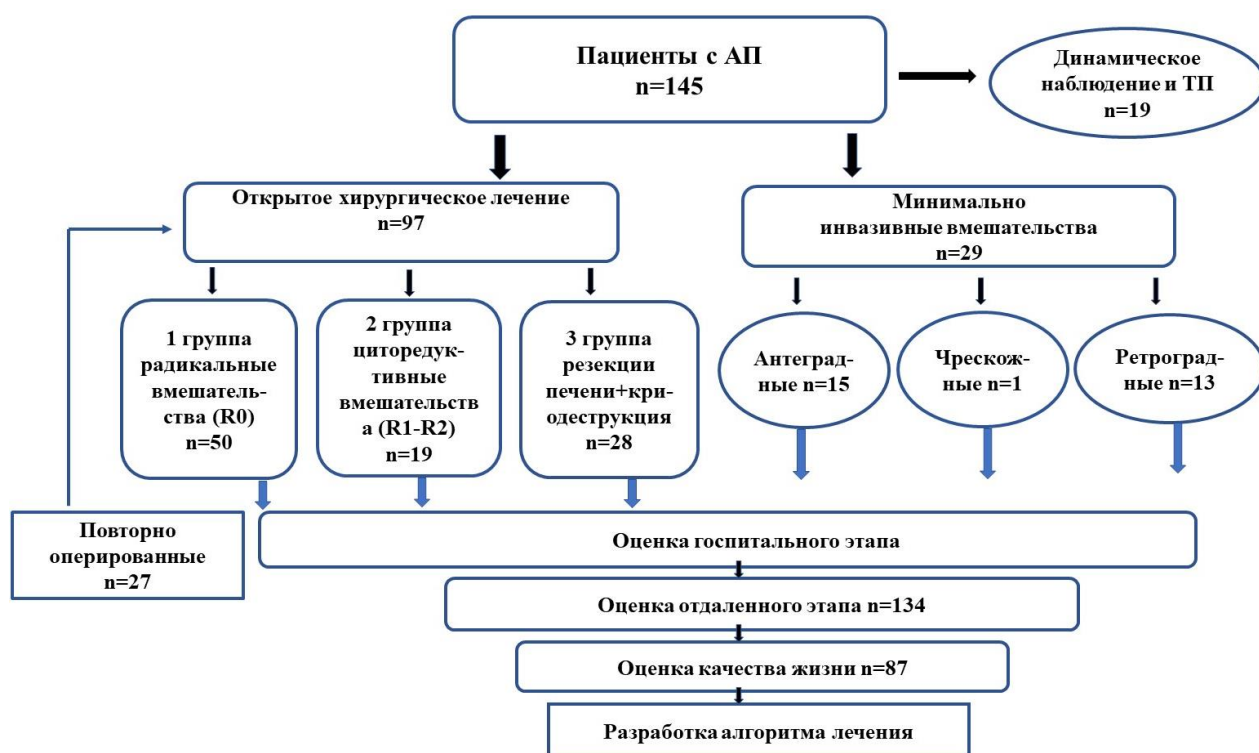 Пациенты с АП
n=145
Динамическое
наблюдение и ТП
n=19
Открытое хирургическое лечение
n=97
Минимально
инвазивные вмешательства
n=29
1 группа
радикальные
вмешатель-
ства (R0)
n=50
2 группа
циторедук-
тивные
вмешательств
а (R1-R2)
n=19
3 группа
резекции
печени+кри-
одеструкция
n=28
Антеград-
ные n=15
Чрескож-
ные n=1
Ретроград-
ные n=13
Повторно
оперированные
n=27
Оценка госпитального этапа
Оценка отдаленного этапа n=134
Оценка качества жизни n=87
Разработка алгоритма лечения